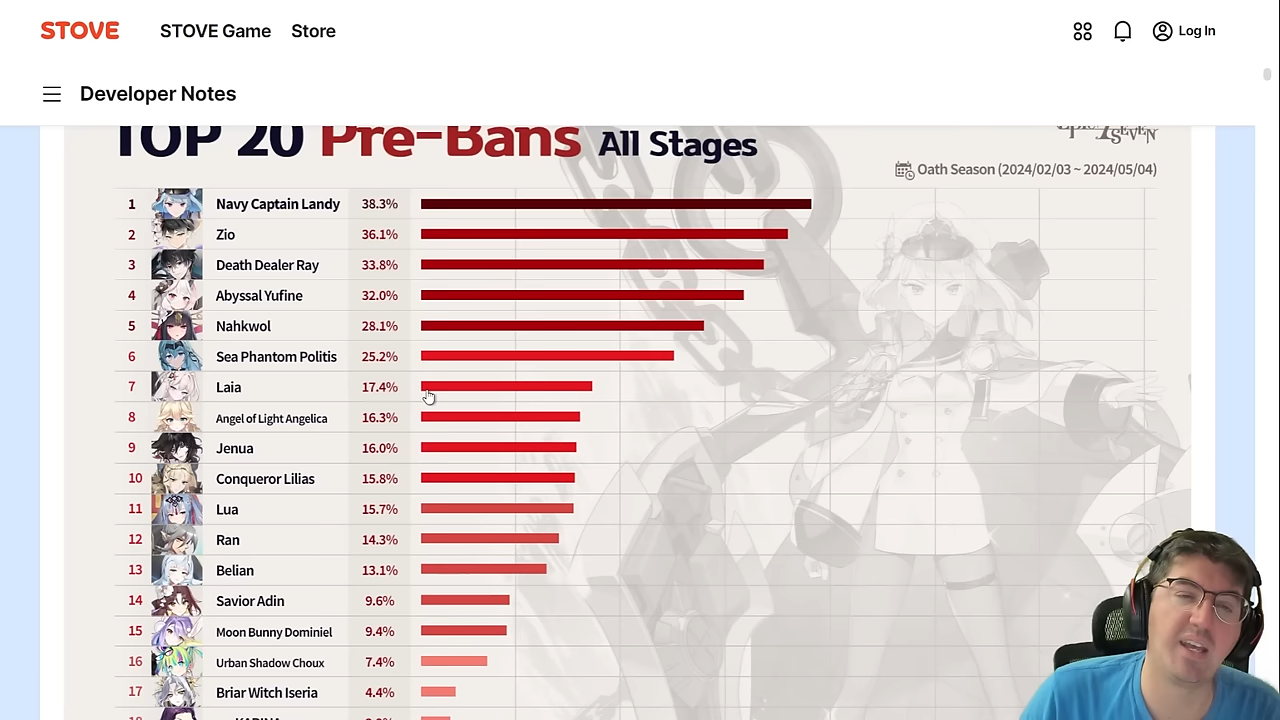 STOVE STOVE Game Store Log In
Developer Notes
TOP 20 Pre-Bans All Stages
EPIC SEVEN
Oath Season (2024/02/03 ~ 2024/05/04)
1 Navy Captain Landy 38.3%
2 Zio 36.1%
3 Death Dealer Ray 33.8%
4 Abyssal Yufine 32.0%
5 Nahkwol 28.1%
6 Sea Phantom Politis 25.2%
7 Laia 17.4%
8 Angel of Light Angelica 16.3%
9 Jenua 16.0%
10 Conqueror Lilias 15.8%
11 Lua 15.7%
12 Ran 14.3%
13 Belian 13.1%
14 Savior Adin 9.6%
15 Moon Bunny Dominiel 9.4%
16 Urban Shadow Choux 7.4%
17 Briar Witch Iseria 4.4%
18 KARINA